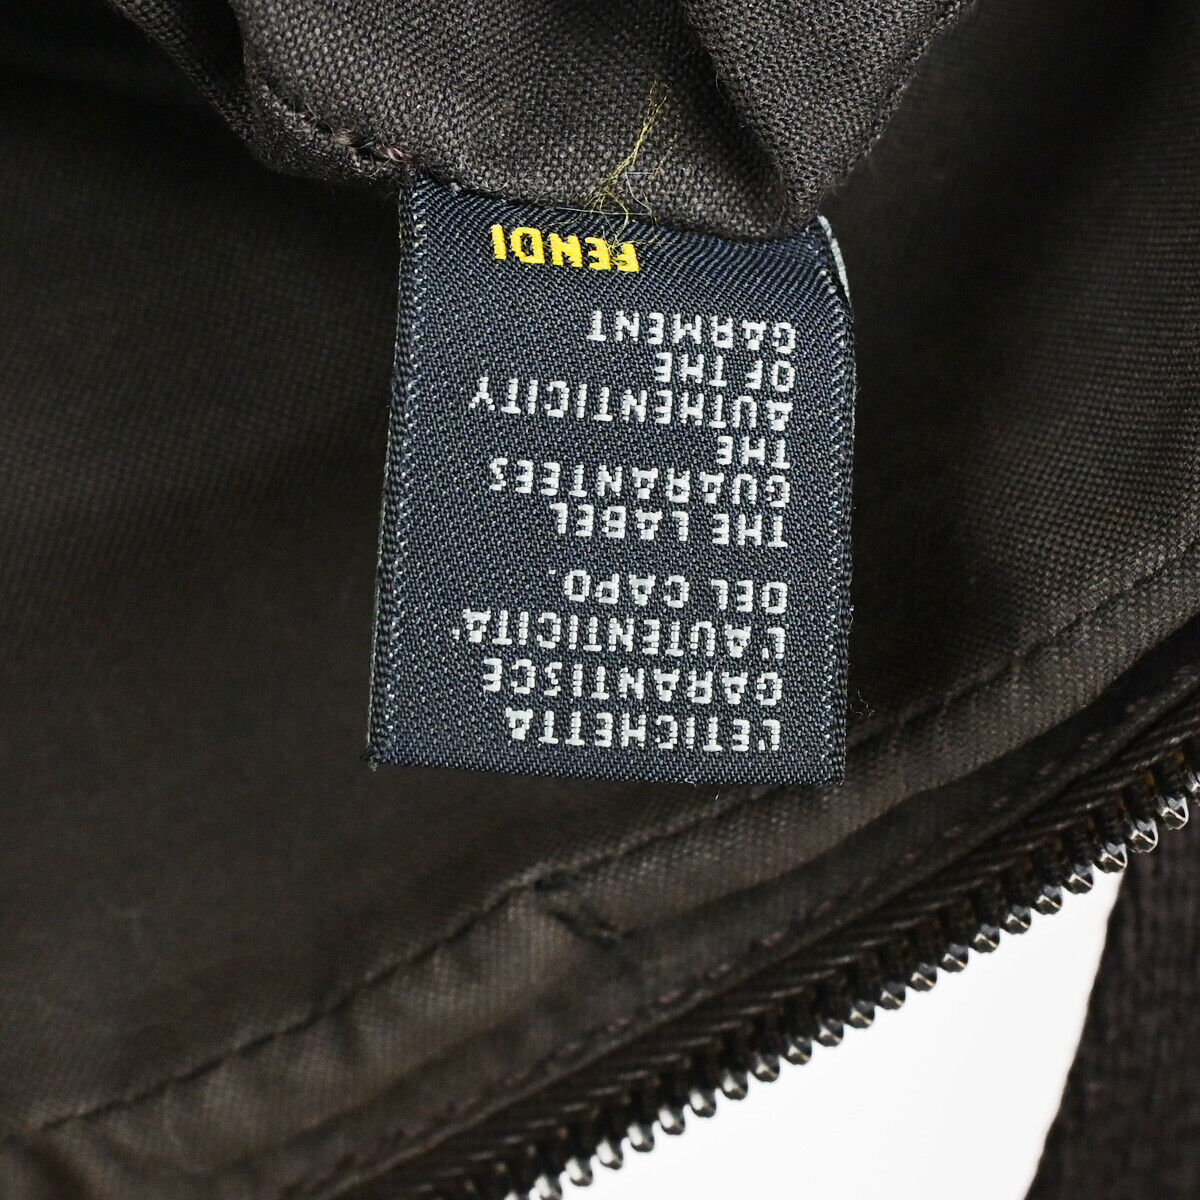 L'ETICHETTA
GARANTISCE
L'AUTENTICITA'
DEL CAPO.
THE LABEL
GUARANTEES
THE
AUTHENTICITY
OF THE
GARMENT
FENDI